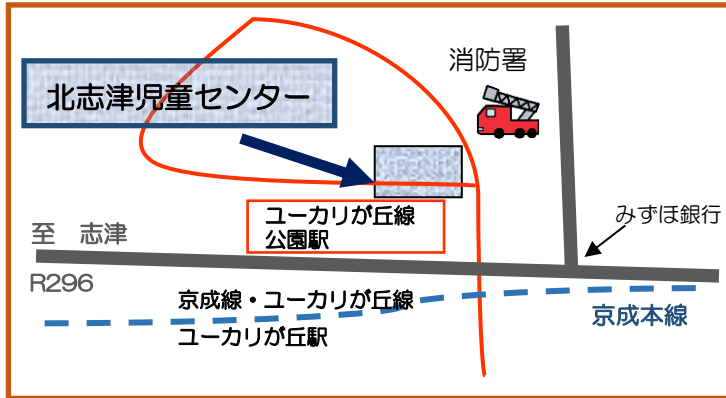 消防署
北志津児童センター
ユーカリが丘線
公園駅
みずほ銀行
至　志津
R296
京成線・ユーカリが丘線
ユーカリが丘駅
京成本線